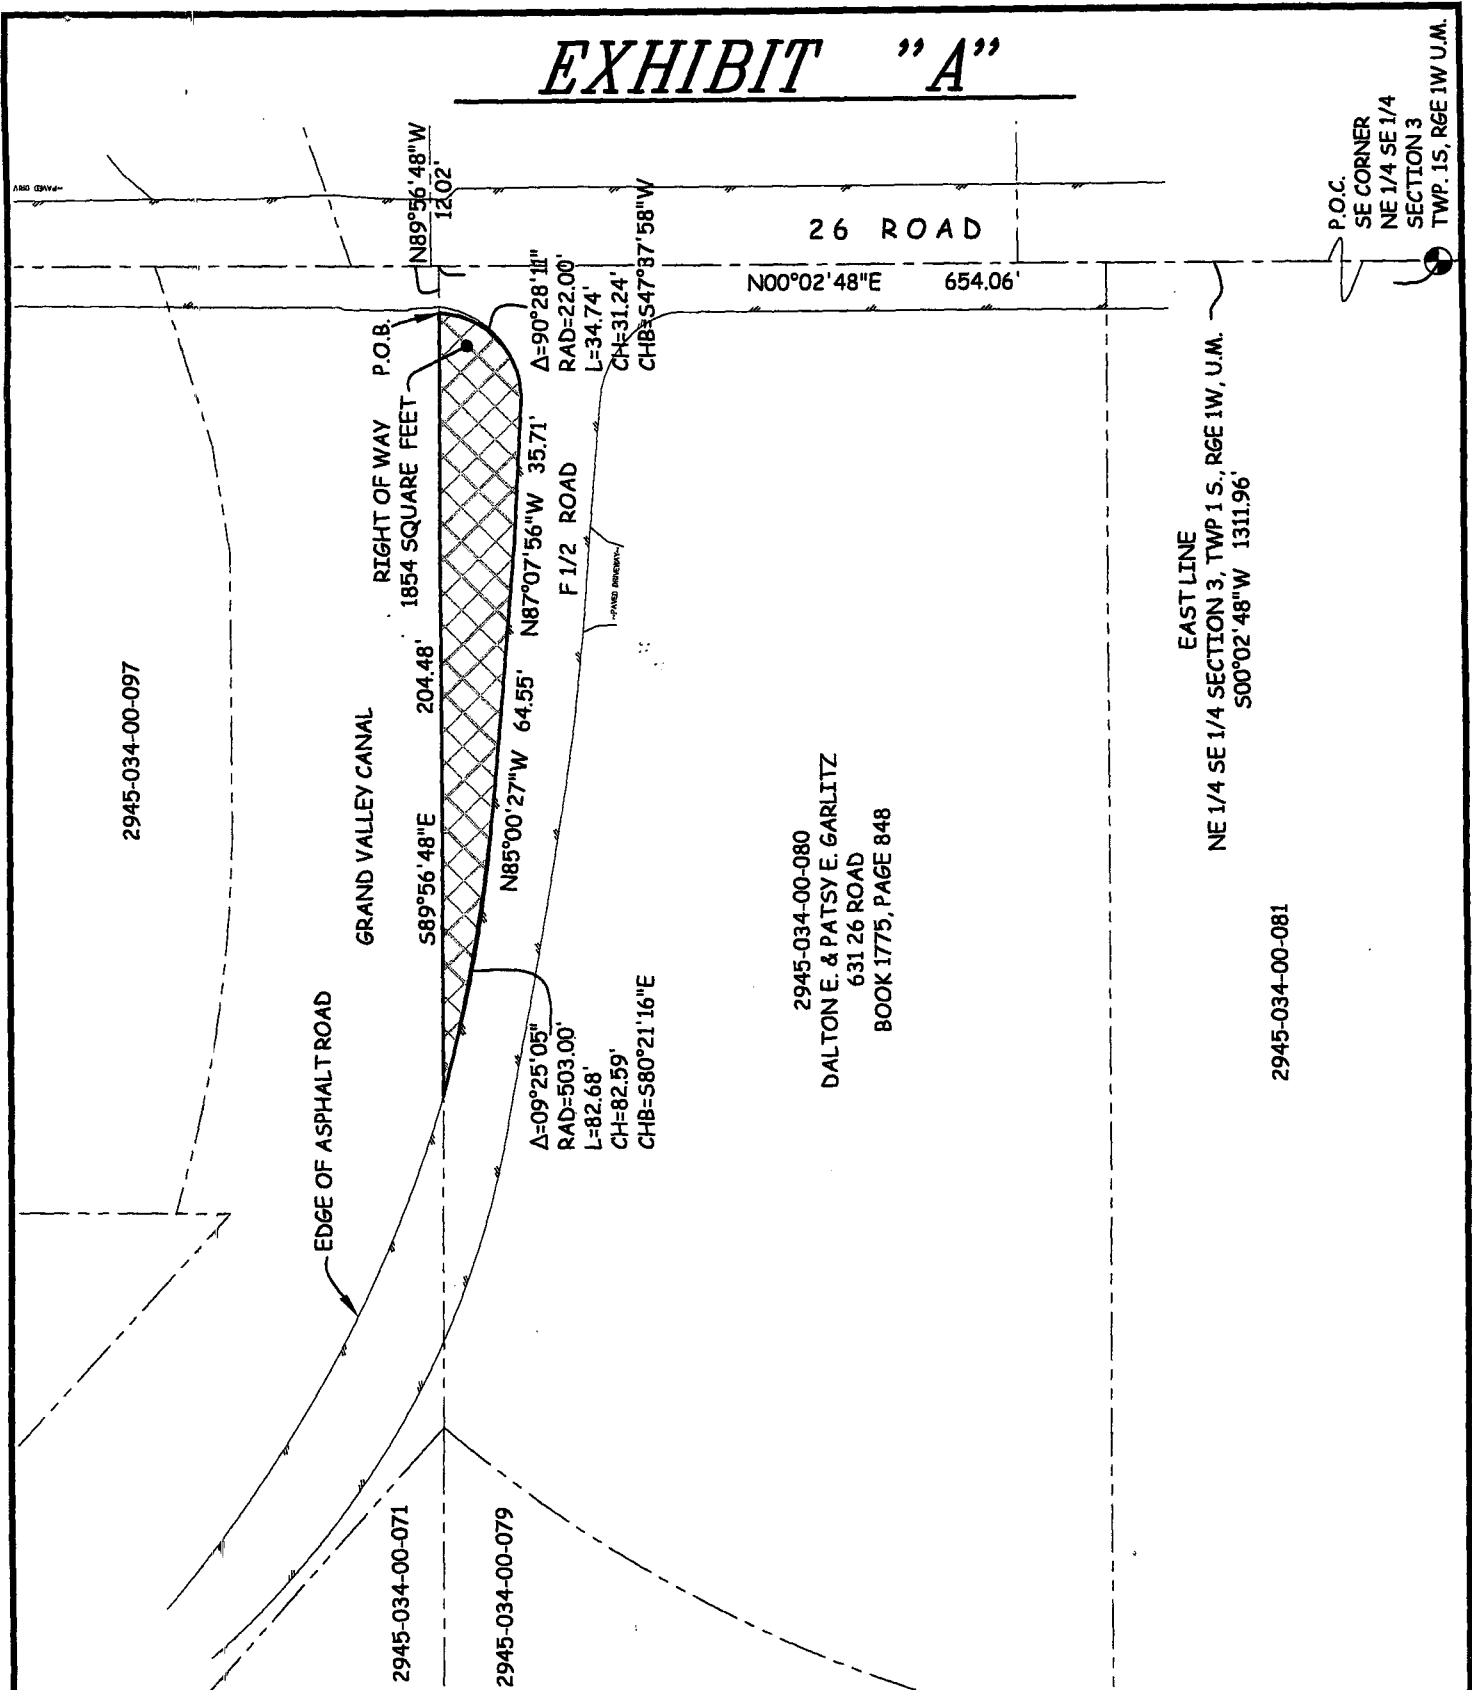 EXHIBIT "A"
~PAVED DRIV
N89°56'48"W
12.02'
26 ROAD
N00°02'48"E 654.06'
P.O.C.
SE CORNER
NE 1/4 SE 1/4
SECTION 3
TWP. 1S, RGE 1W U.M.
P.O.B.
Δ=90°28'11"
RAD=22.00'
L=34.74'
CH=31.24'
CHB=S47°37'58"W
RIGHT OF WAY
1854 SQUARE FEET
N87°07'56"W 35.71'
F 1/2 ROAD
~PAVED DRIVEWAY~
EAST LINE
NE 1/4 SE 1/4 SECTION 3, TWP 1 S., RGE 1W, U.M.
S00°02'48"W 1311.96'
2945-034-00-097
GRAND VALLEY CANAL
S89°56'48"E 204.48'
N85°00'27"W 64.55'
2945-034-00-080
DALTON E. & PATSY E. GARLITZ
631 26 ROAD
BOOK 1775, PAGE 848
2945-034-00-081
EDGE OF ASPHALT ROAD
Δ=09°25'05"
RAD=503.00'
L=82.68'
CH=82.59'
CHB=S80°21'16"E
2945-034-00-071
2945-034-00-079